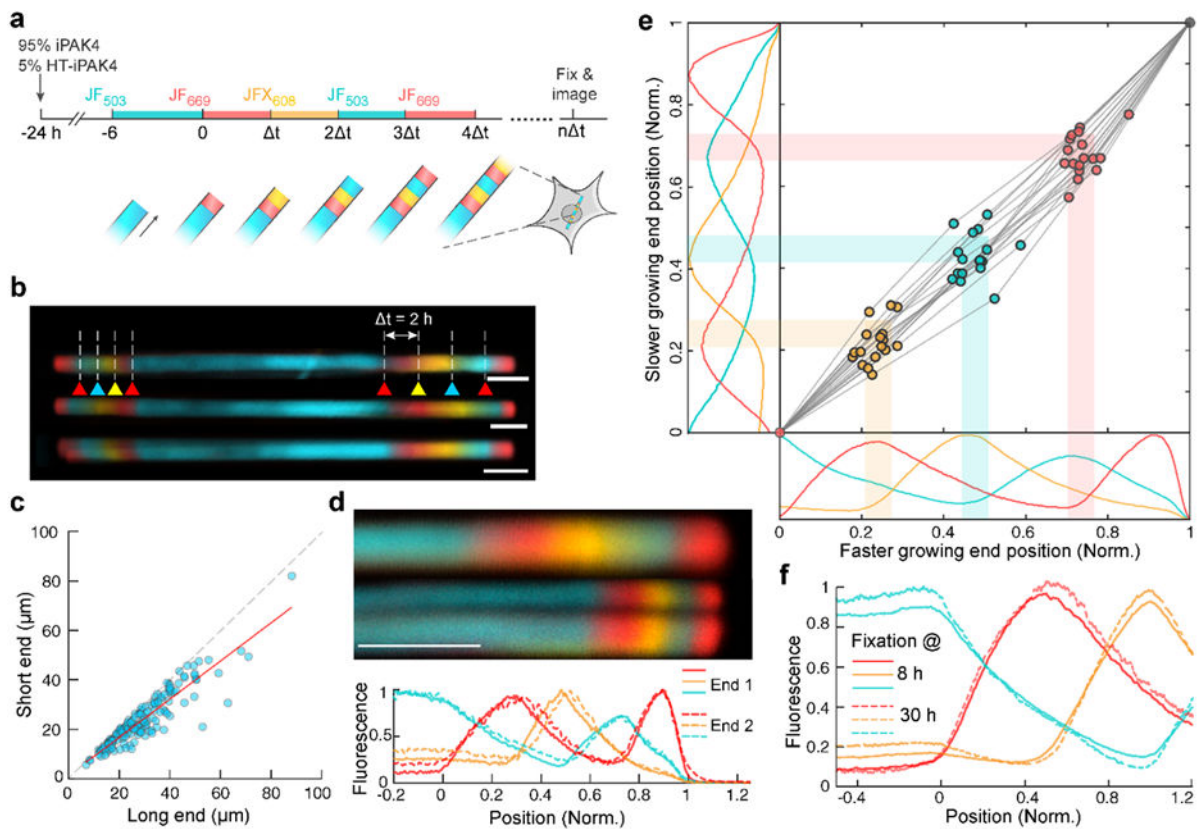 a
95% iPAK4
5% HT-iPAK4
JF503 JF669 JFX608 JF503 JF669
Fix &
image
-24 h -6 0 Δt 2Δt 3Δt 4Δt nΔt
b
Δt = 2 h
c
Short end (µm)
100
80
60
40
20
0
0 20 40 60 80 100
Long end (µm)
d
Fluorescence
1
0.5
0
-0.2 0 0.2 0.4 0.6 0.8 1 1.2
Position (Norm.)
End 1
End 2
e
Slower growing end position (Norm.)
1
0.8
0.6
0.4
0.2
0
0 0.2 0.4 0.6 0.8 1
Faster growing end position (Norm.)
f
Fluorescence
1
0.8
0.6
0.4
0.2
0
Fixation @
8 h
30 h
-0.4 0 0.4 0.8 1.2
Position (Norm.)